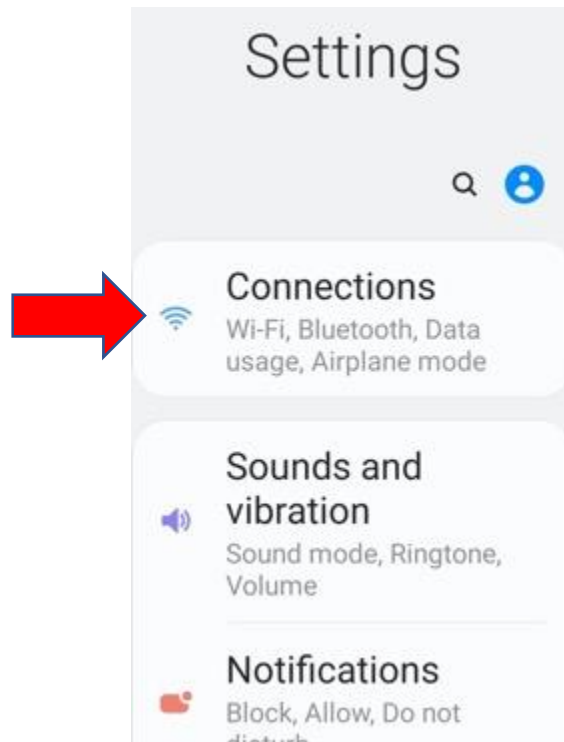 Settings
Connections
Wi-Fi, Bluetooth, Data
usage, Airplane mode
Sounds and
vibration
Sound mode, Ringtone,
Volume
Notifications
Block, Allow, Do not
disturb